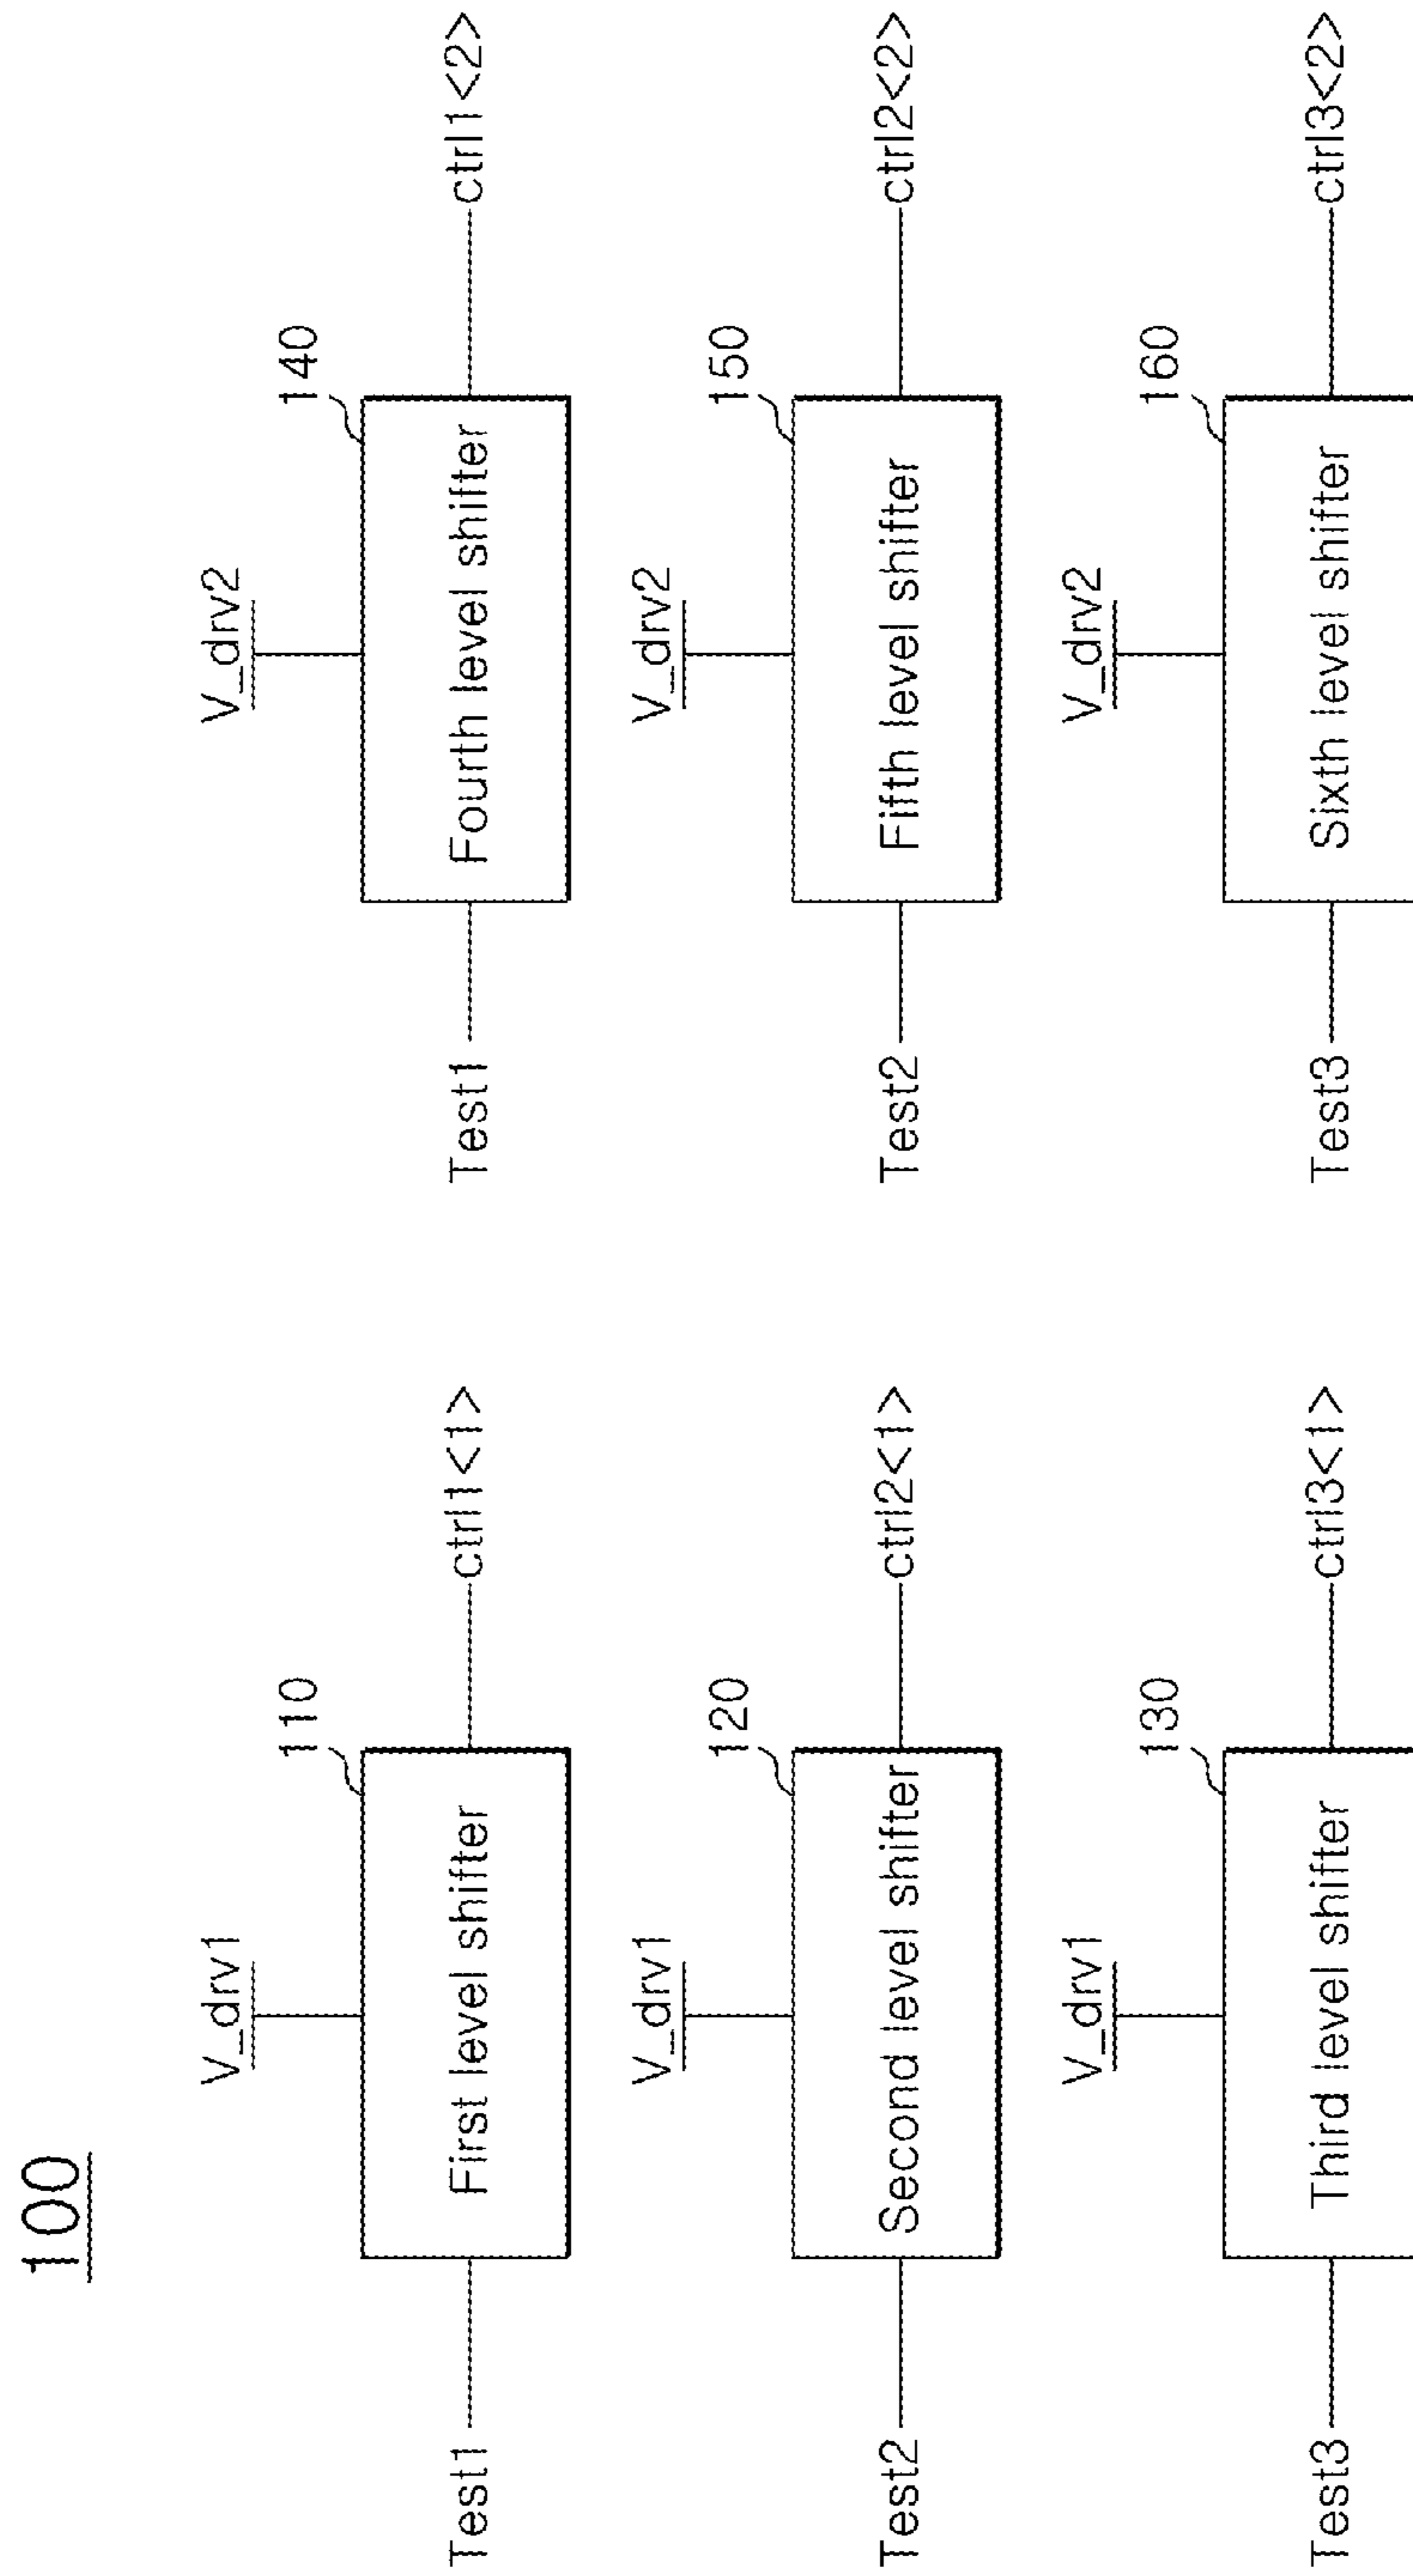 100
V_drv1
110
Test1
First level shifter
ctrl1<1>
V_drv2
140
Test1
Fourth level shifter
ctrl1<2>
V_drv1
120
Test2
Second level shifter
ctrl2<1>
V_drv2
150
Test2
Fifth level shifter
ctrl2<2>
V_drv1
130
Test3
Third level shifter
ctrl3<1>
V_drv2
160
Test3
Sixth level shifter
ctrl3<2>